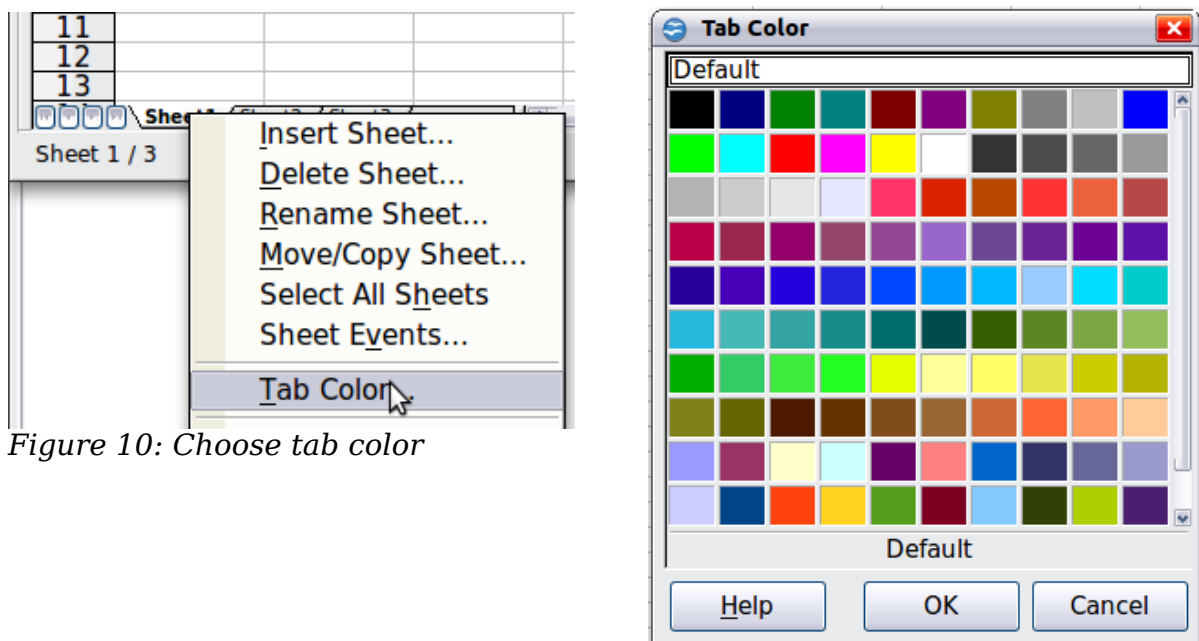 11
12
13
Sheet1
Sheet 1 / 3
Insert Sheet...
Delete Sheet...
Rename Sheet...
Move/Copy Sheet...
Select All Sheets
Sheet Events...
Tab Color...
Figure 10: Choose tab color
Tab Color
Default
Default
Help
OK
Cancel